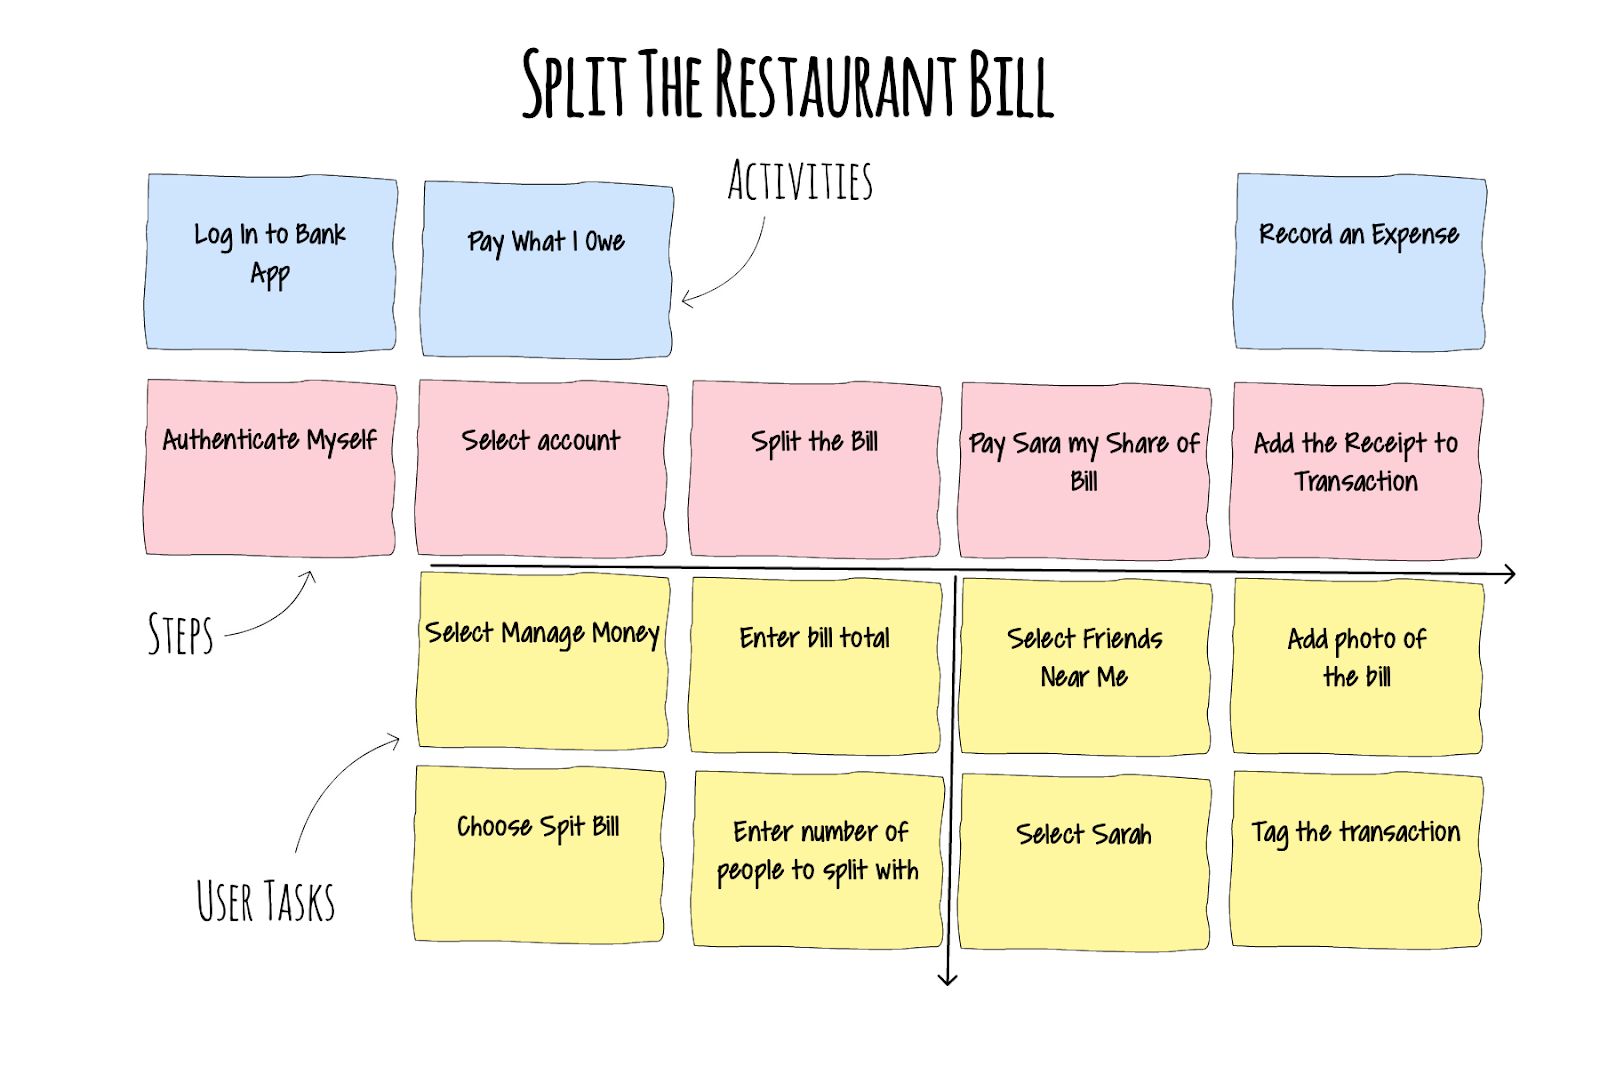 Split The Restaurant Bill
Activities
Log In to Bank
App
Pay What I Owe
Record an Expense
Authenticate Myself
Select account
Split the Bill
Pay Sara my Share of
Bill
Add the Receipt to
Transaction
Steps
Select Manage Money
Enter bill total
Select Friends
Near Me
Add photo of
the bill
User Tasks
Choose Spit Bill
Enter number of
people to split with
Select Sarah
Tag the transaction